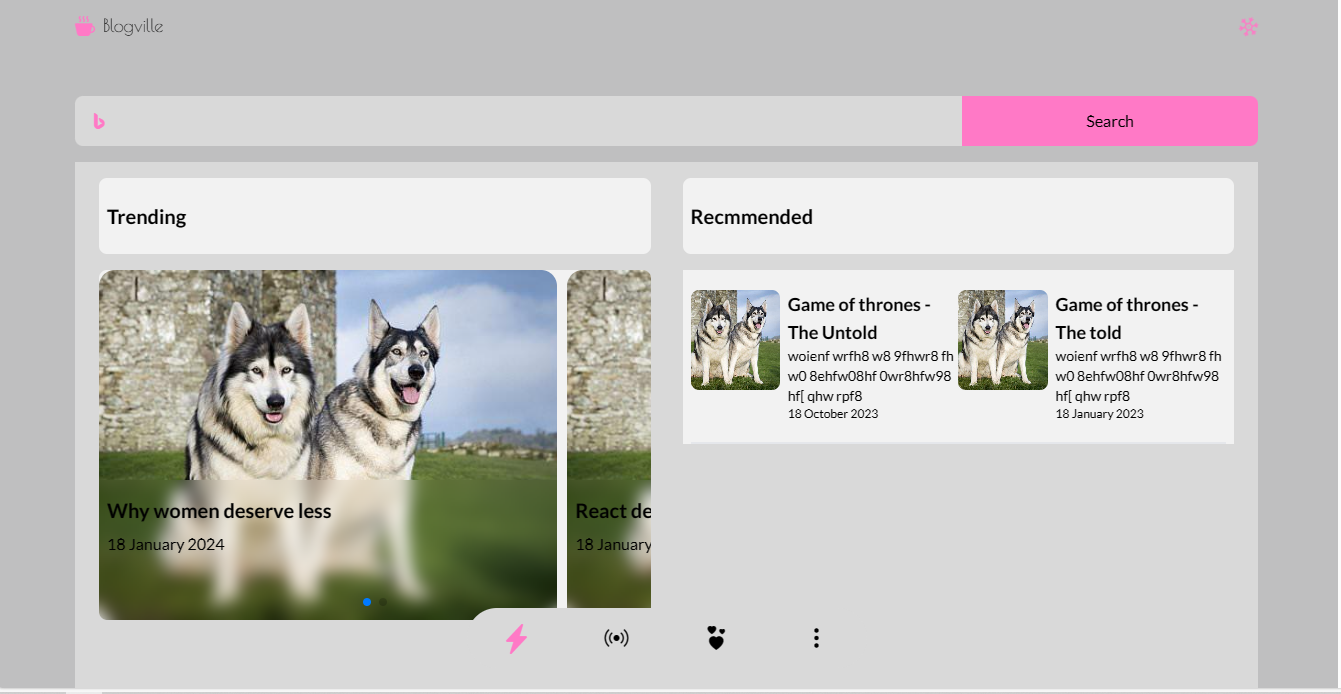 Blogville
Search
Trending
Recmmended
Why women deserve less
18 January 2024
React de
18 January
Game of thrones -
The Untold
woienf wrfh8 w8 9fhwr8 fh
w0 8ehfw08hf 0wr8hfw98
hf[ qhw rpf8
18 October 2023
Game of thrones -
The told
woienf wrfh8 w8 9fhwr8 fh
w0 8ehfw08hf 0wr8hfw98
hf[ qhw rpf8
18 January 2023